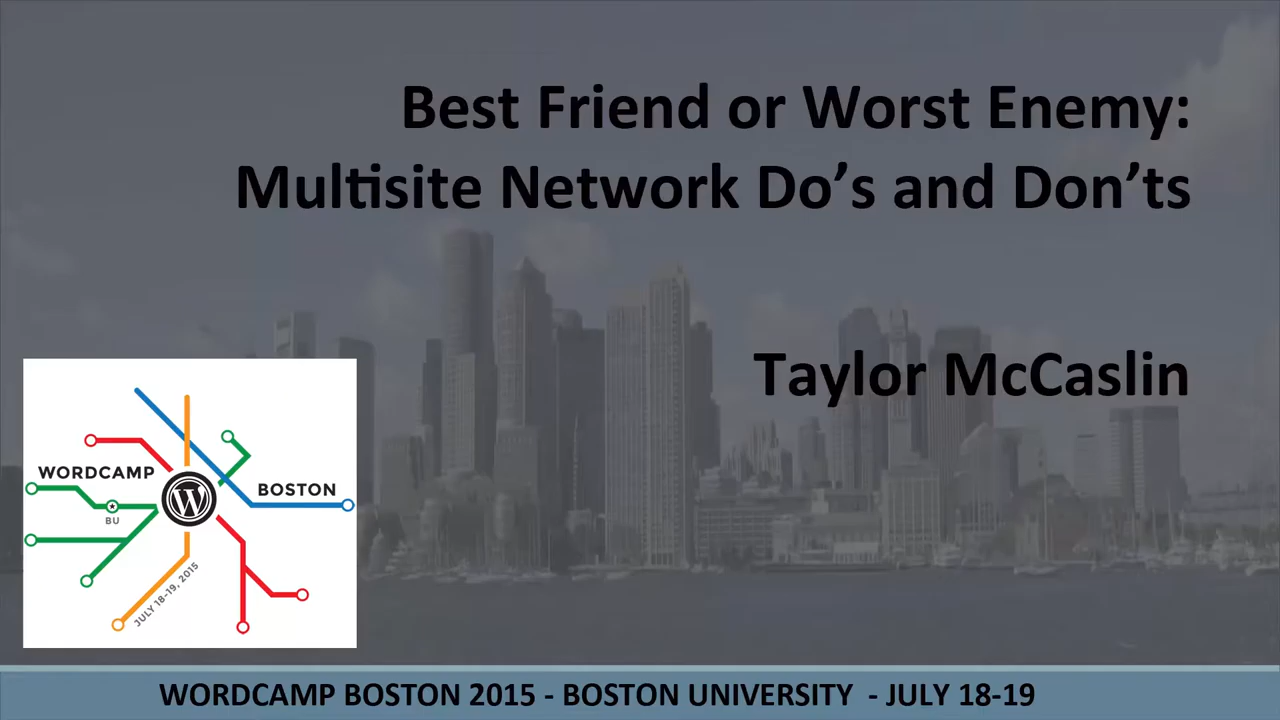 Best Friend or Worst Enemy:
Multisite Network Do’s and Don’ts
Taylor McCaslin
WORDCAMP
BOSTON
BU
JULY 18-19, 2015
WORDCAMP BOSTON 2015 - BOSTON UNIVERSITY - JULY 18-19